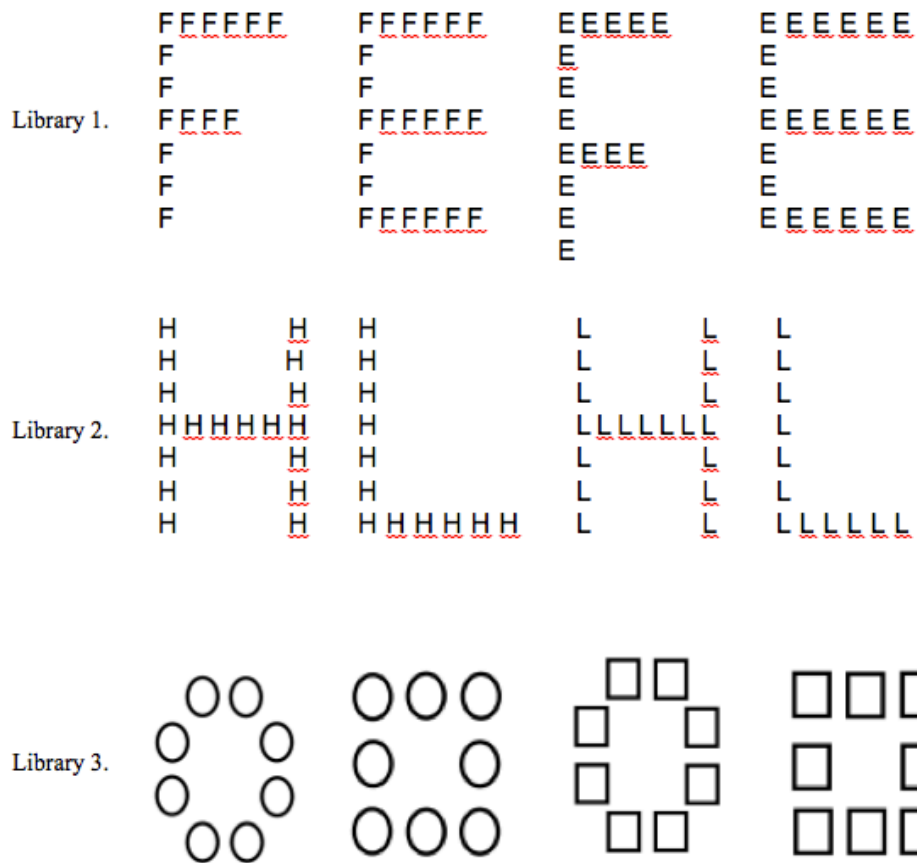 FFFFFF FFFFFF EEEEE EEEEEE
F F E E
F F E E
Library 1. FFFF FFFFFF E EEEEEE
F F EEEE E
F F E E
F FFFFFF E EEEEEE
E
H H H L L L
H H H L L L
H H H L L L
Library 2. HHHHHH H LLLLLLL L
H H H L L L
H H H L L L
H H HHHHHH L L LLLLLL
Library 3.